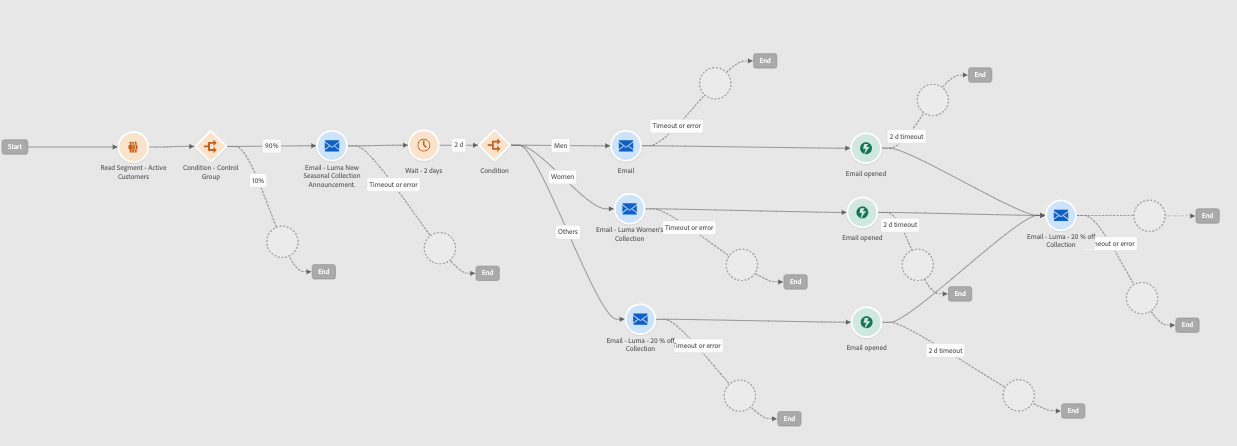 Start
Read Segment - Active
Customers
Condition - Control
Group
90%
10%
End
Email - Luma New
Seasonal Collection
Announcement.
Timeout or error
End
Wait - 2 days
2 d
Condition
Men
Women
Others
Email
Timeout or error
End
Email - Luma Women's
Collection
Timeout or error
End
Email - Luma - 20 % off
Collection
Timeout or error
End
Email opened
2 d timeout
End
Email opened
2 d timeout
End
Email opened
2 d timeout
End
Email - Luma - 20 % off
Collection
End
eout or error
End